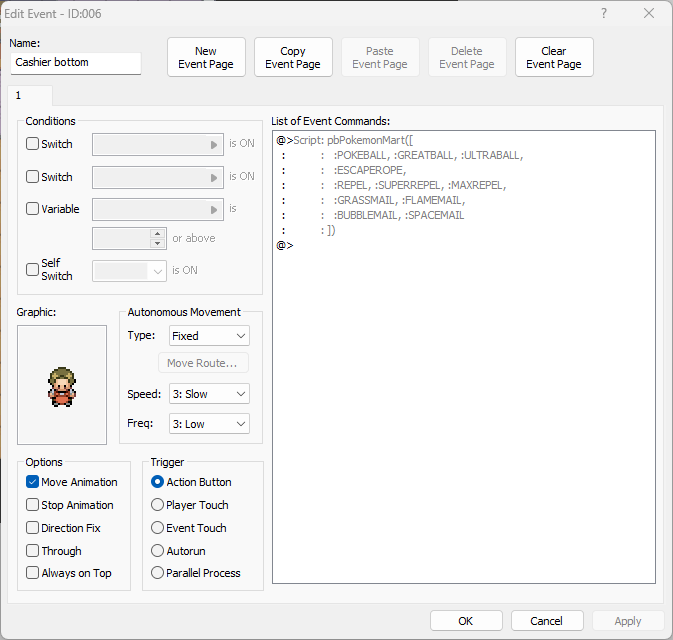 Edit Event - ID:006
?
Name:
Cashier bottom
New
Event Page
Copy
Event Page
Paste
Event Page
Delete
Event Page
Clear
Event Page
1
Conditions
Switch
is ON
Switch
is ON
Variable
is
or above
Self
Switch
is ON
Graphic:
Autonomous Movement
Type:
Fixed
Move Route...
Speed:
3: Slow
Freq:
3: Low
Options
Move Animation
Stop Animation
Direction Fix
Through
Always on Top
Trigger
Action Button
Player Touch
Event Touch
Autorun
Parallel Process
List of Event Commands:
@>Script: pbPokemonMart([
: : :POKEBALL, :GREATBALL, :ULTRABALL,
: : :ESCAPEROPE,
: : :REPEL, :SUPERREPEL, :MAXREPEL,
: : :GRASSMAIL, :FLAMEMAIL,
: : :BUBBLEMAIL, :SPACEMAIL
: : ])
@>
OK
Cancel
Apply